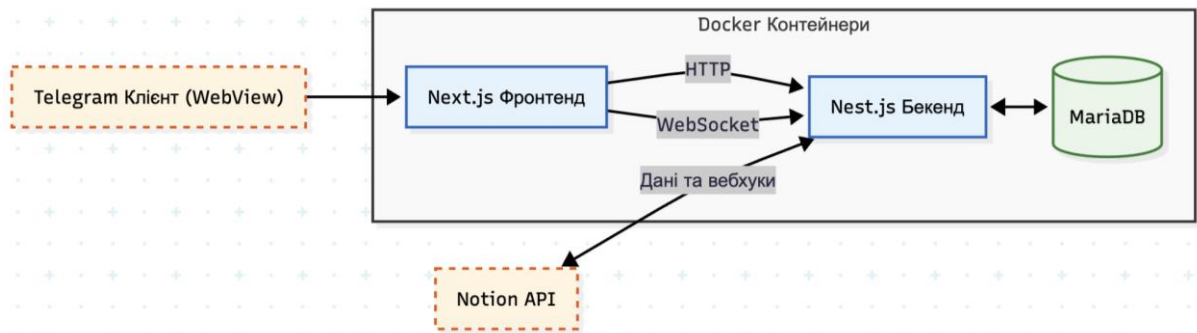 Docker Контейнери
Telegram Клієнт (WebView)
Next.js Фронтенд
HTTP
WebSocket
Nest.js Бекенд
MariaDB
Дані та вебхуки
Notion API